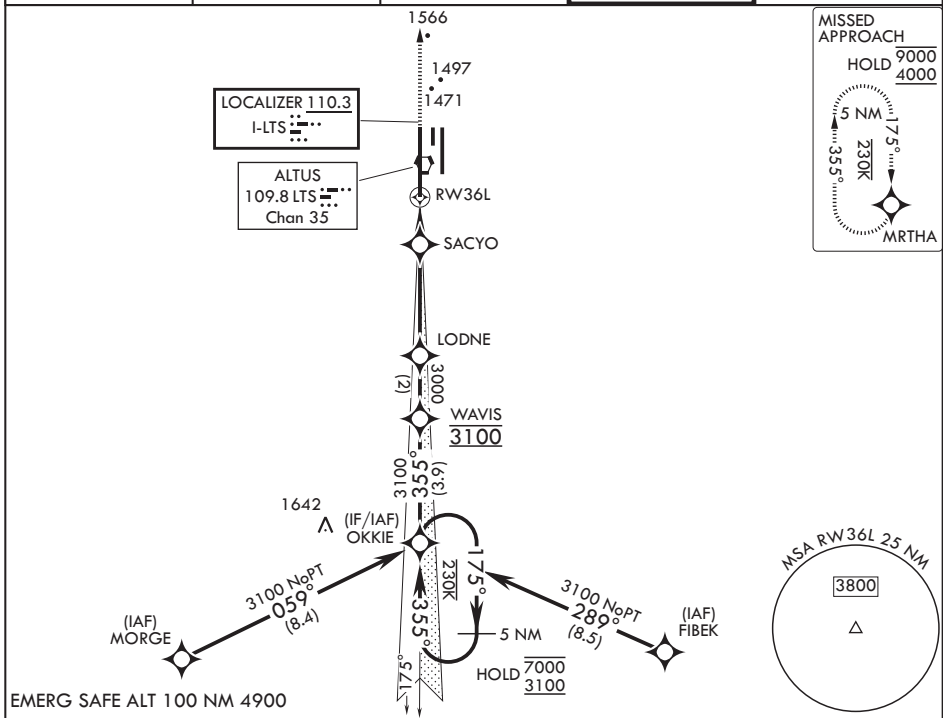 1566
1497
1471
LOCALIZER 110.3
I-LTS
ALTUS
109.8 LTS
Chan 35
RW36L
SACYO
LODNE
(2)
3000
WAVIS
3100
3100
355°
(3.9)
1642
(IF/IAF)
OKKIE
3100 NoPT
059°
(8.4)
(IAF)
MORGE
230K
175°
355°
5 NM
HOLD 7000
3100
175°
3100 NoPT
289°
(8.5)
(IAF)
FIBEK
EMERG SAFE ALT 100 NM 4900
MISSED
APPROACH
HOLD 9000
4000
5 NM
355°
230K
175°
MRTHA
MSA RW36L 25 NM
3800